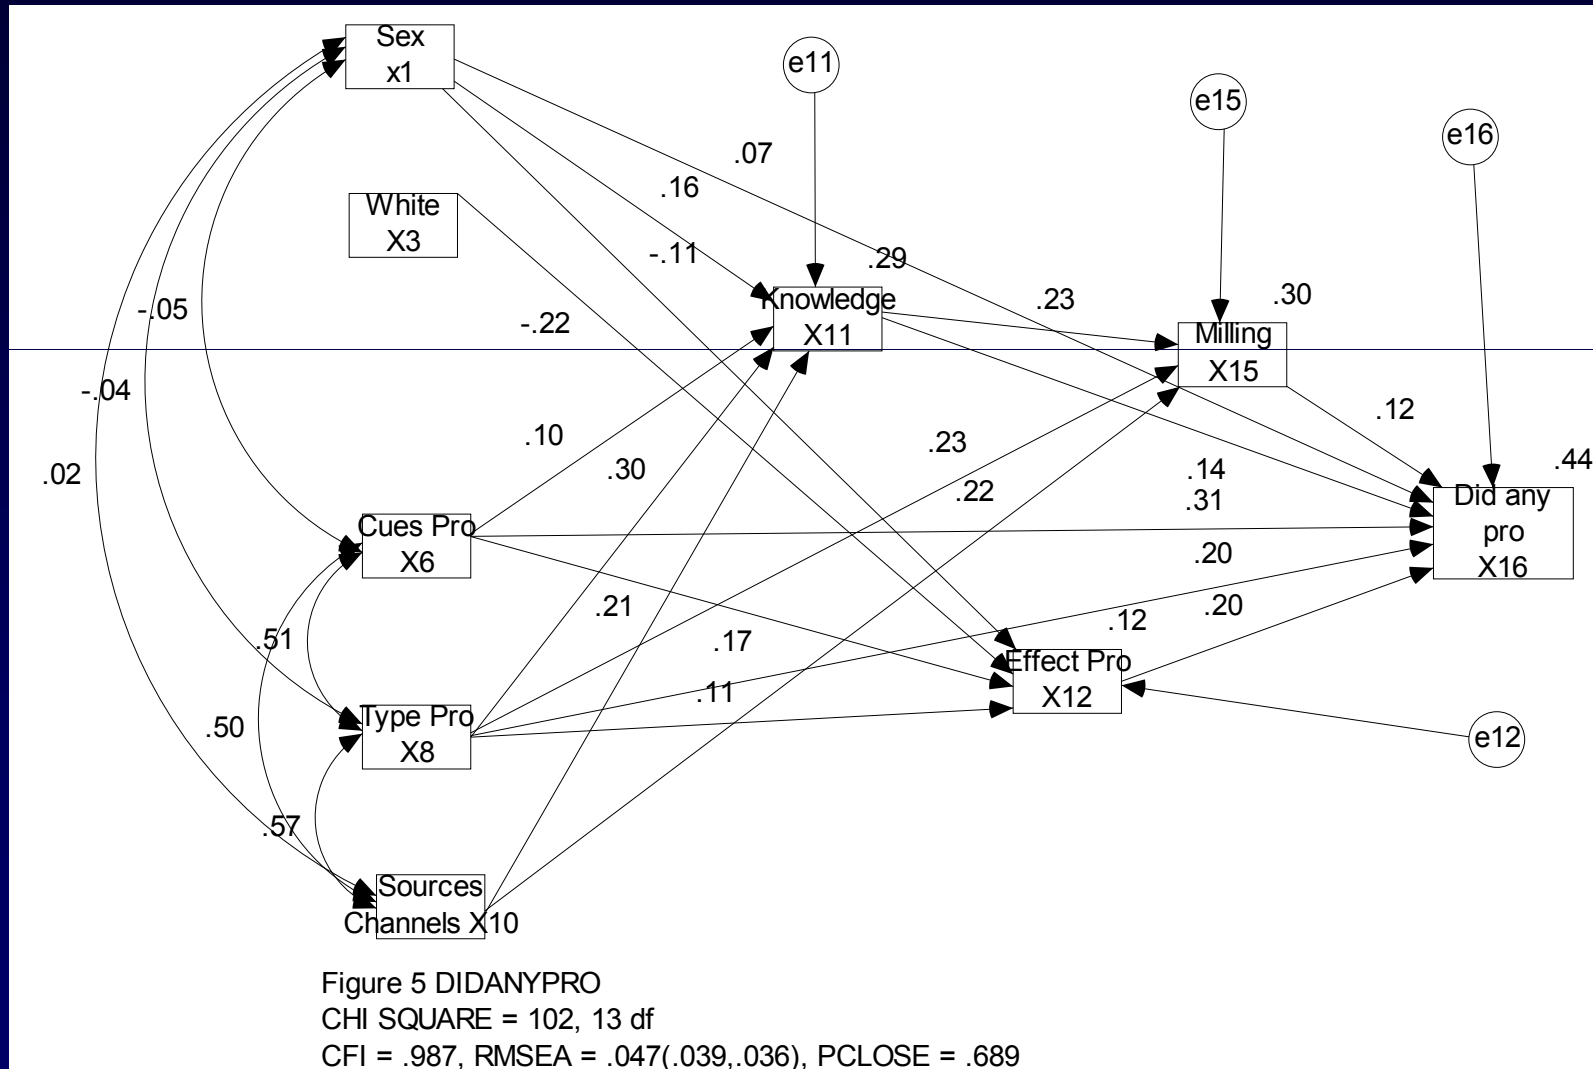 Sex
x1
e11
e15
e16
.07
.16
White
X3
-.11
.29
Knowledge
X11
.23
.30
-.05
-.22
Milling
X15
-.04
.12
.10
.23
.02
.30
.22
.14
.31
.44
Did any
pro
X16
Cues Pro
X6
.20
.21
.20
.12
.51
.17
Effect Pro
X12
.11
Type Pro
X8
.50
e12
.57
Sources
Channels X10
Figure 5 DIDANYPRO
CHI SQUARE = 102, 13 df
CFI = .987, RMSEA = .047(.039,.036), PCLOSE = .689